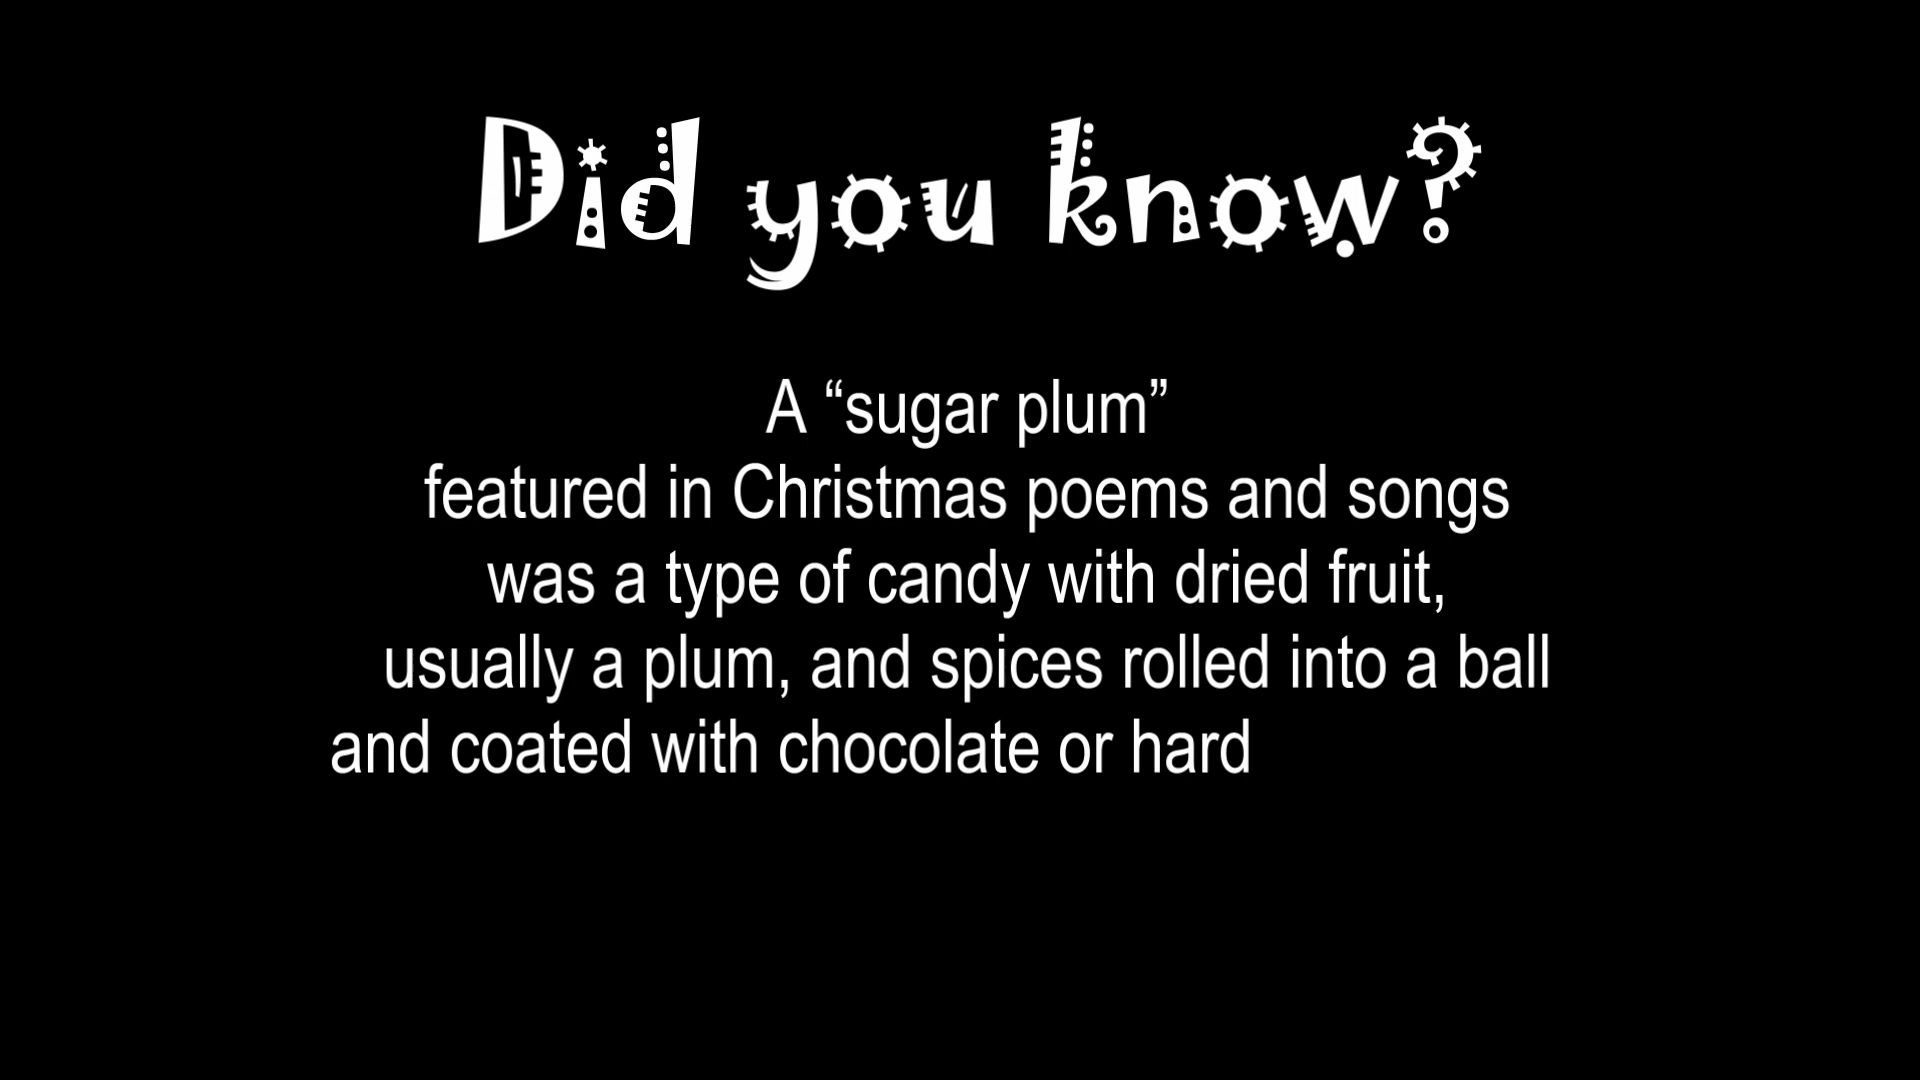 Did you know?
A “sugar plum”
featured in Christmas poems and songs
was a type of candy with dried fruit,
usually a plum, and spices rolled into a ball
and coated with chocolate or hard